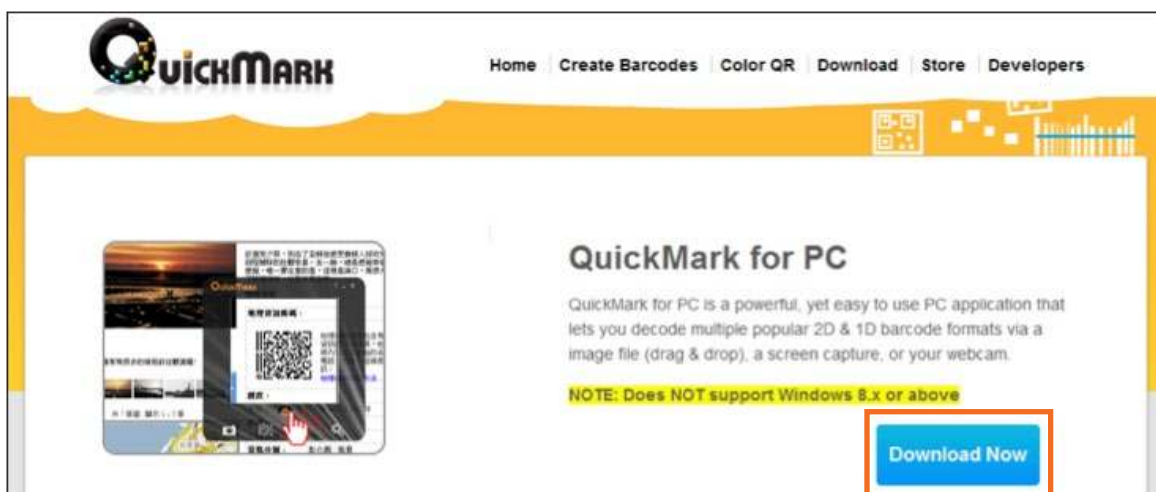 QuickMark
Home Create Barcodes Color QR Download Store Developers
QuickMark for PC
QuickMark for PC is a powerful, yet easy to use PC application that
lets you decode multiple popular 2D & 1D barcode formats via a
image file (drag & drop), a screen capture, or your webcam.
NOTE: Does NOT support Windows 8.x or above
Download Now
QuickMark